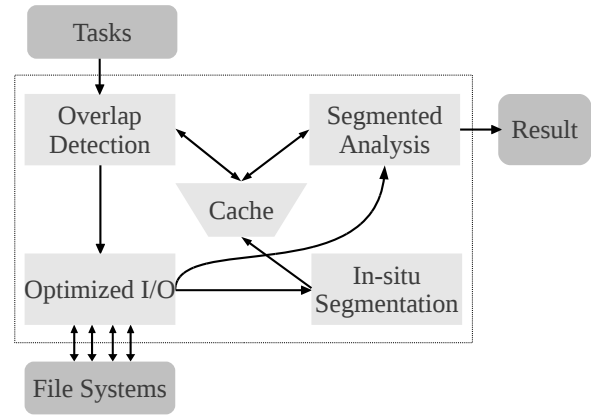 Tasks
Overlap
Detection
Segmented
Analysis
Result
Cache
Optimized I/O
In-situ
Segmentation
File Systems